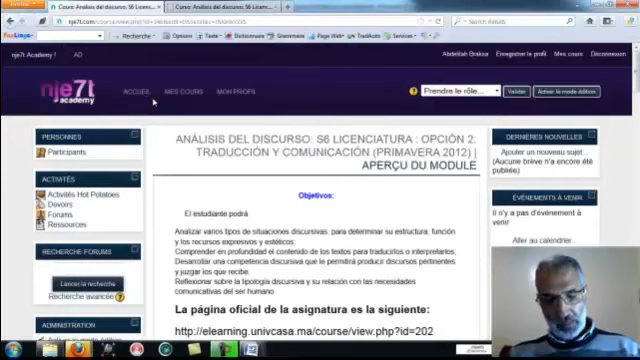 Cours: Análisis del discurso: S6 Licenc...
Curso: Análisis del discurso: S6 Licenci...
nje7t.com
Recherche
Options
Texte
Dictionnaire
Grammaire
Page Web
TradAuto
Services
nje7t Academy !
AD
Enregistrer le profil
Mes cours
Déconnexion
nje7t
academy
ACCUEIL
MES COURS
MON PROFIL
Prendre le rôle...
Valider
Activer le mode édition
PERSONNES
Participants
ACTIVITÉS
Activités Hot Potatoes
Devoirs
Forums
Ressources
RECHERCHE FORUMS
Lancer la recherche
Recherche avancée
ADMINISTRATION
ANÁLISIS DEL DISCURSO: S6 LICENCIATURA : OPCIÓN 2:
TRADUCCIÓN Y COMUNICACIÓN (PRIMAVERA 2012) |
APERÇU DU MODULE
Objetivos:
El estudiante podrá
Analizar varios tipos de situaciones discursivas, para determinar su estructura, función
y los recursos expresivos y estéticos;
Comprender en profundidad el contenido de los textos para traducirlos o interpretarlos;
Desarrollar una competencia discursiva que le permitirá producir discursos pertinentes
y juzgar los que recibe.
Reflexionar sobre la tipología discursiva y su relación con las necesidades
comunicativas del ser humano.
La página oficial de la asignatura es la siguiente:
http://elearning.univcasa.ma/course/view.php?id=202
DERNIÈRES NOUVELLES
Ajouter un nouveau sujet...
(Aucune brève n'a encore été
publiée)
ÉVÉNEMENTS À VENIR
Il n'y a pas d'événement à
venir
Aller au calendrier...